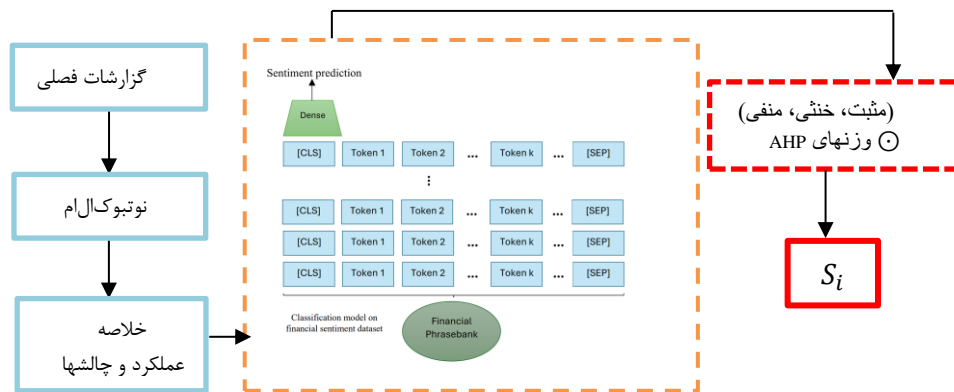 گزارشات فصلی
نوتبوک‌ال‌ام
خلاصه
عملکرد و چالشها
Sentiment prediction
Dense
[CLS] Token 1 Token 2 ... Token k ... [SEP]
⋮
[CLS] Token 1 Token 2 ... Token k ... [SEP]
[CLS] Token 1 Token 2 ... Token k ... [SEP]
[CLS] Token 1 Token 2 ... Token k ... [SEP]
Classification model on
financial sentiment dataset
Financial
Phrasebank
(مثبت، خنثی، منفی)
⊙ وزنهای AHP
S_i